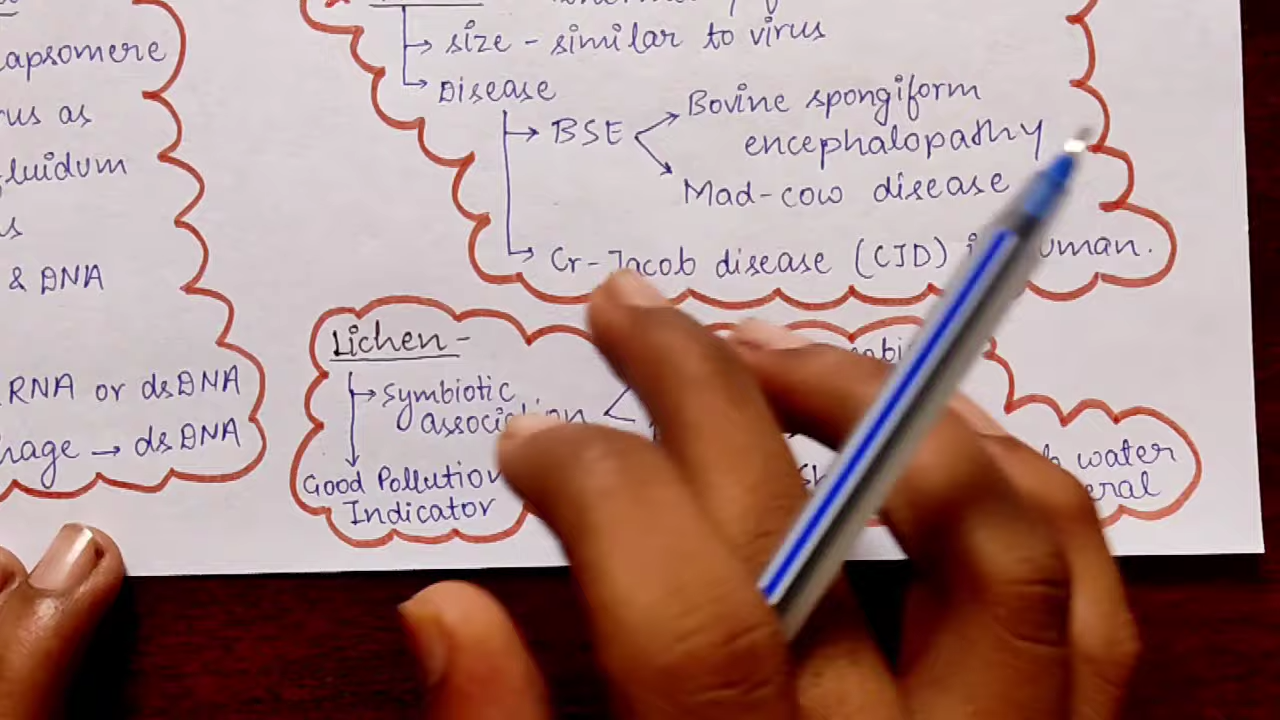 apsomere
rus as
luidum
& DNA
RNA or dsDNA
hage → dsDNA
size - similar to virus
Disease
BSE
Bovine spongiform
encephalopathy
Mad-cow disease
Cr-Jacob disease (CJD) uman.
Lichen -
Symbiotic
association
Good Pollution
Indicator
water
eral